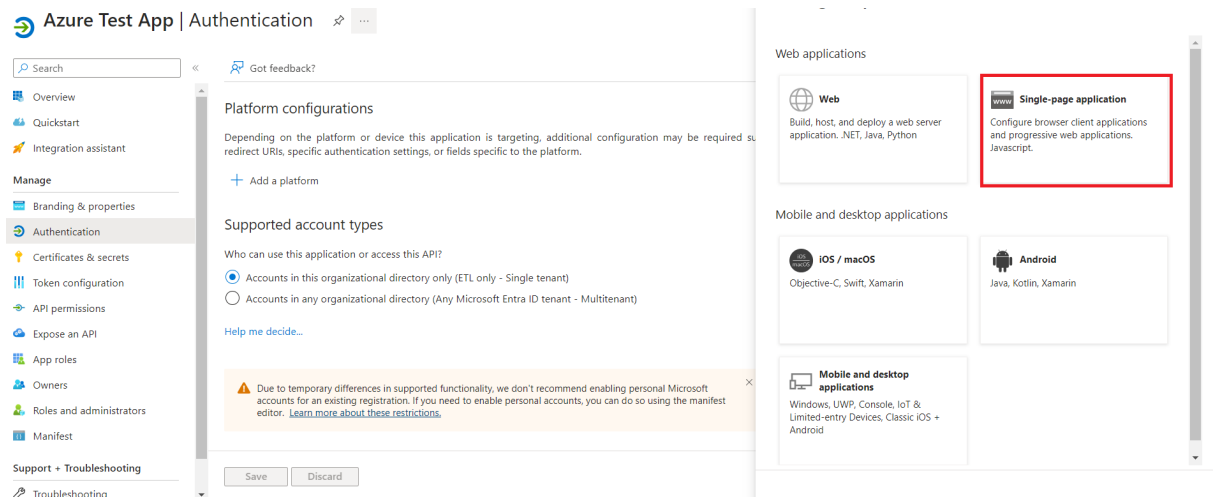 Azure Test App | Authentication
Search
Got feedback?
Overview
Quickstart
Integration assistant
Manage
Branding & properties
Authentication
Certificates & secrets
Token configuration
API permissions
Expose an API
App roles
Owners
Roles and administrators
Manifest
Support + Troubleshooting
Troubleshooting
Platform configurations
Depending on the platform or device this application is targeting, additional configuration may be required su
redirect URIs, specific authentication settings, or fields specific to the platform.
Add a platform
Supported account types
Who can use this application or access this API?
Accounts in this organizational directory only (ETL only - Single tenant)
Accounts in any organizational directory (Any Microsoft Entra ID tenant - Multitenant)
Help me decide...
Due to temporary differences in supported functionality, we don't recommend enabling personal Microsoft
accounts for an existing registration. If you need to enable personal accounts, you can do so using the manifest
editor. Learn more about these restrictions.
Save
Discard
Web applications
Web
Build, host, and deploy a web server
application. .NET, Java, Python
www
Single-page application
Configure browser client applications
and progressive web applications.
Javascript.
Mobile and desktop applications
iOS
macOS
iOS / macOS
Objective-C, Swift, Xamarin
Android
Java, Kotlin, Xamarin
Mobile and desktop
applications
Windows, UWP, Console, IoT &
Limited-entry Devices, Classic iOS +
Android